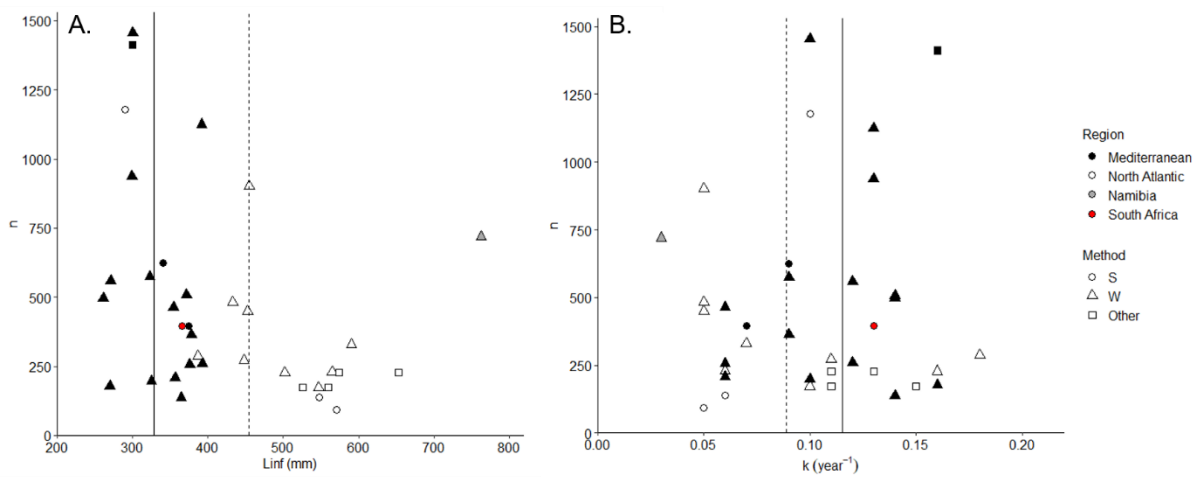 A.
1500
1250
1000
750
500
250
0
n
200 300 400 500 600 700 800
Linf (mm)
B.
1500
1250
1000
750
500
250
0
n
0.00 0.05 0.10 0.15 0.20
k (year⁻¹)
Region
Mediterranean
North Atlantic
Namibia
South Africa
Method
S
W
Other